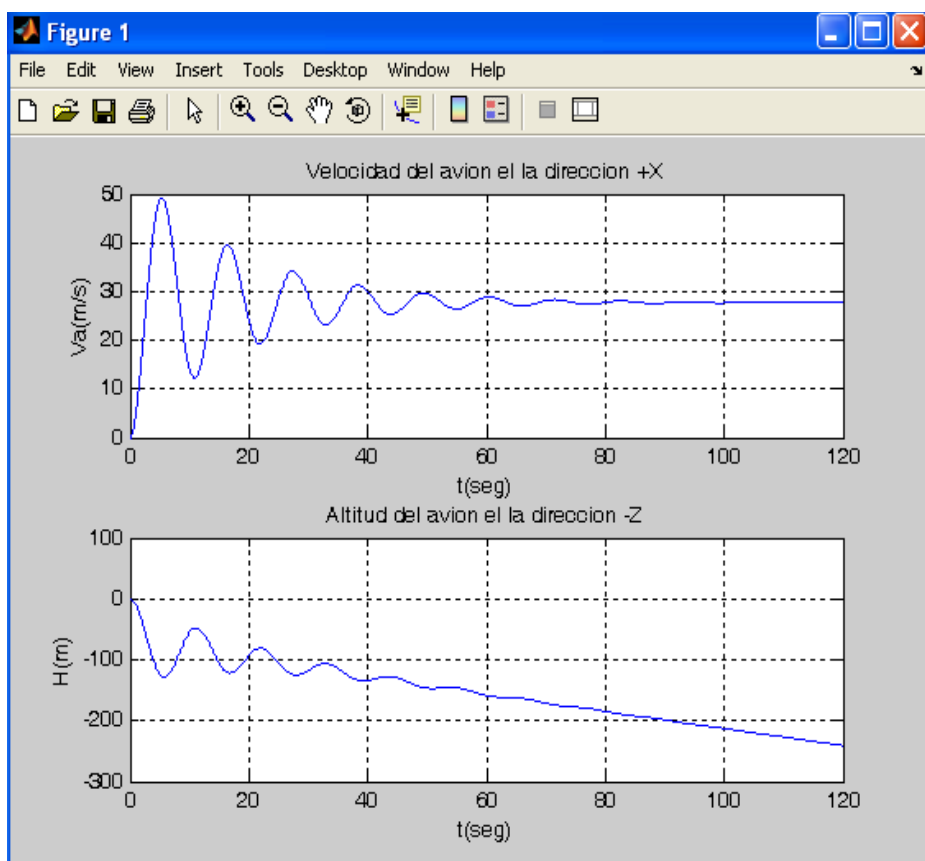 Figure 1
File Edit View Insert Tools Desktop Window Help
Velocidad del avion el la direccion +X
50
40
30
20
10
0
Va(m/s)
0 20 40 60 80 100 120
t(seg)
Altitud del avion el la direccion -Z
100
0
-100
-200
-300
H(m)
0 20 40 60 80 100 120
t(seg)